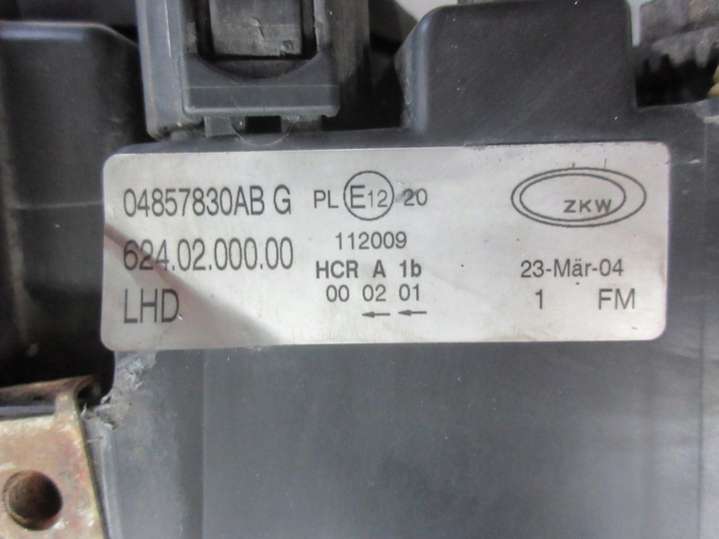 04857830AB G
624.02.000.00
LHD
PL E12 20
112009
HCR A 1b
00 02 01
←←
ZKW
23-Mär-04
1 FM